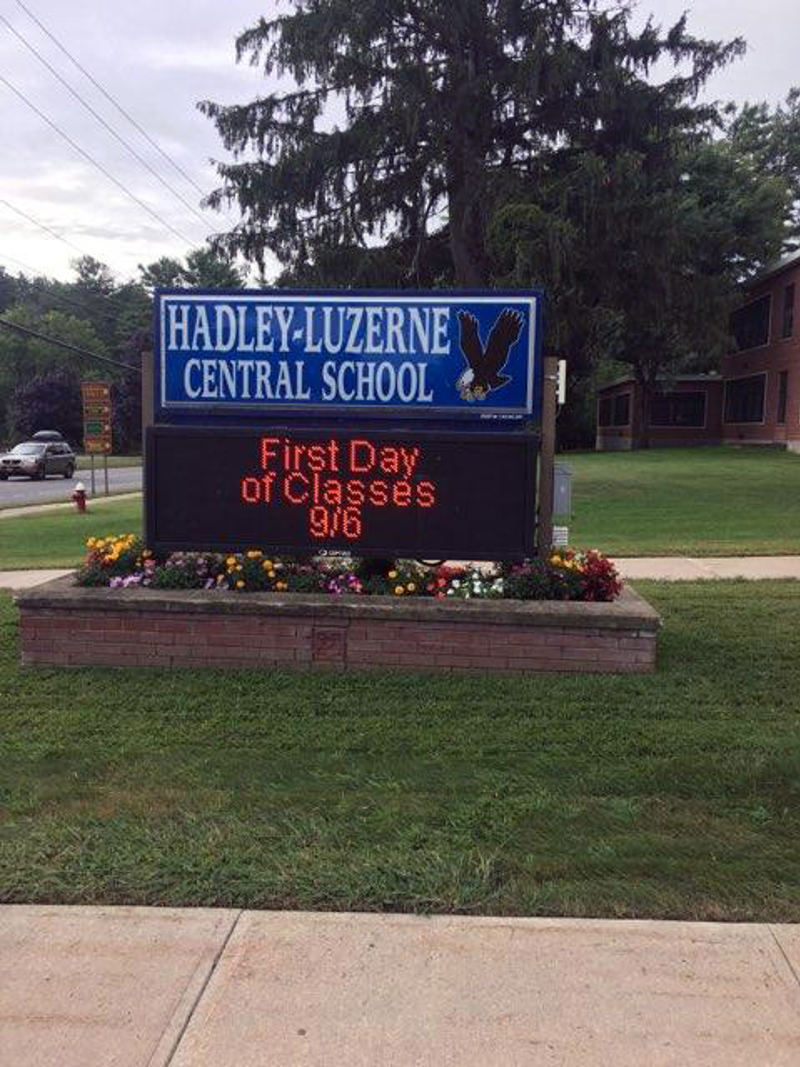 HADLEY-LUZERNE
CENTRAL SCHOOL
First Day
of Classes
9/6